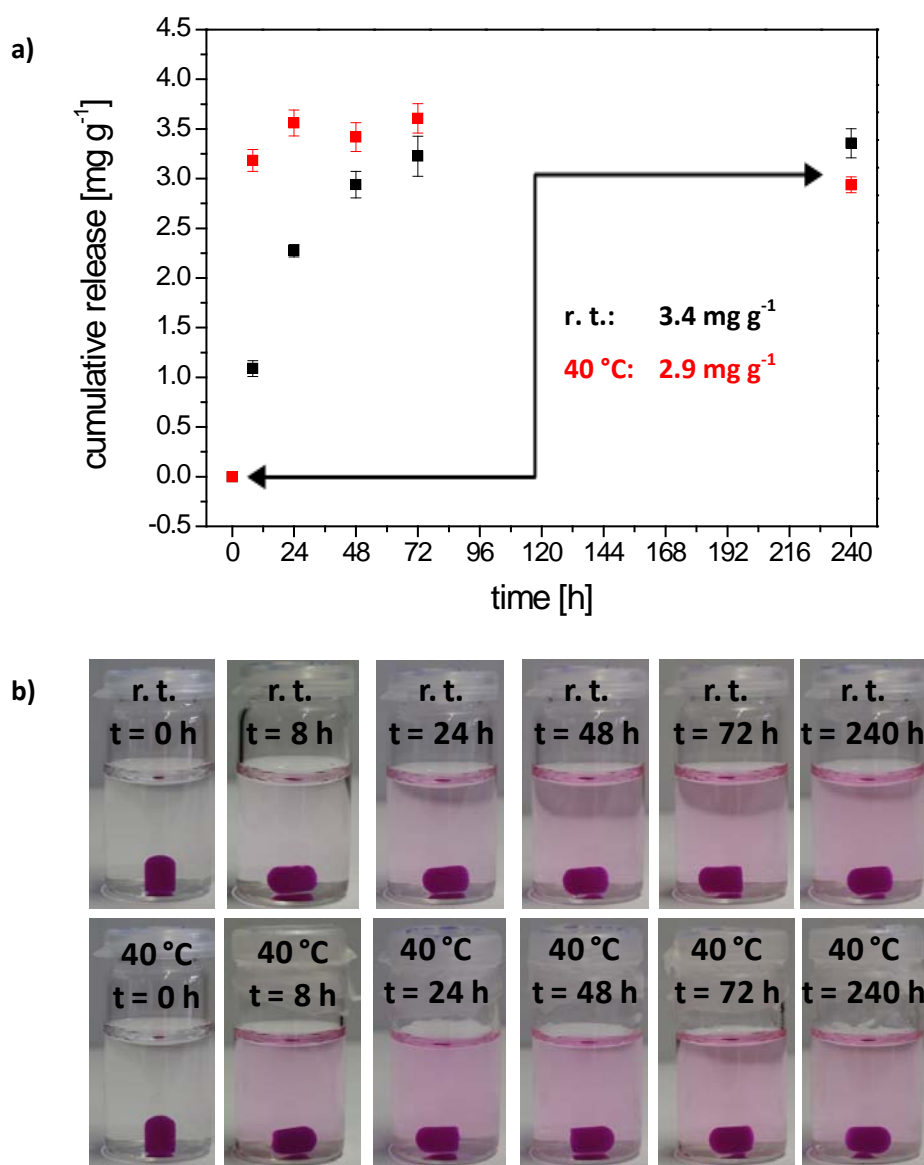 a)
cumulative release [mg g⁻¹]
4.5
4.0
3.5
3.0
2.5
2.0
1.5
1.0
0.5
0.0
-0.5
r. t.: 3.4 mg g⁻¹
40 °C: 2.9 mg g⁻¹
0 24 48 72 96 120 144 168 192 216 240
time [h]
b)
r. t. r. t. r. t. r. t. r. t. r. t.
t = 0 h t = 8 h t = 24 h t = 48 h t = 72 h t = 240 h
40 °C 40 °C 40 °C 40 °C 40 °C 40 °C
t = 0 h t = 8 h t = 24 h t = 48 h t = 72 h t = 240 h